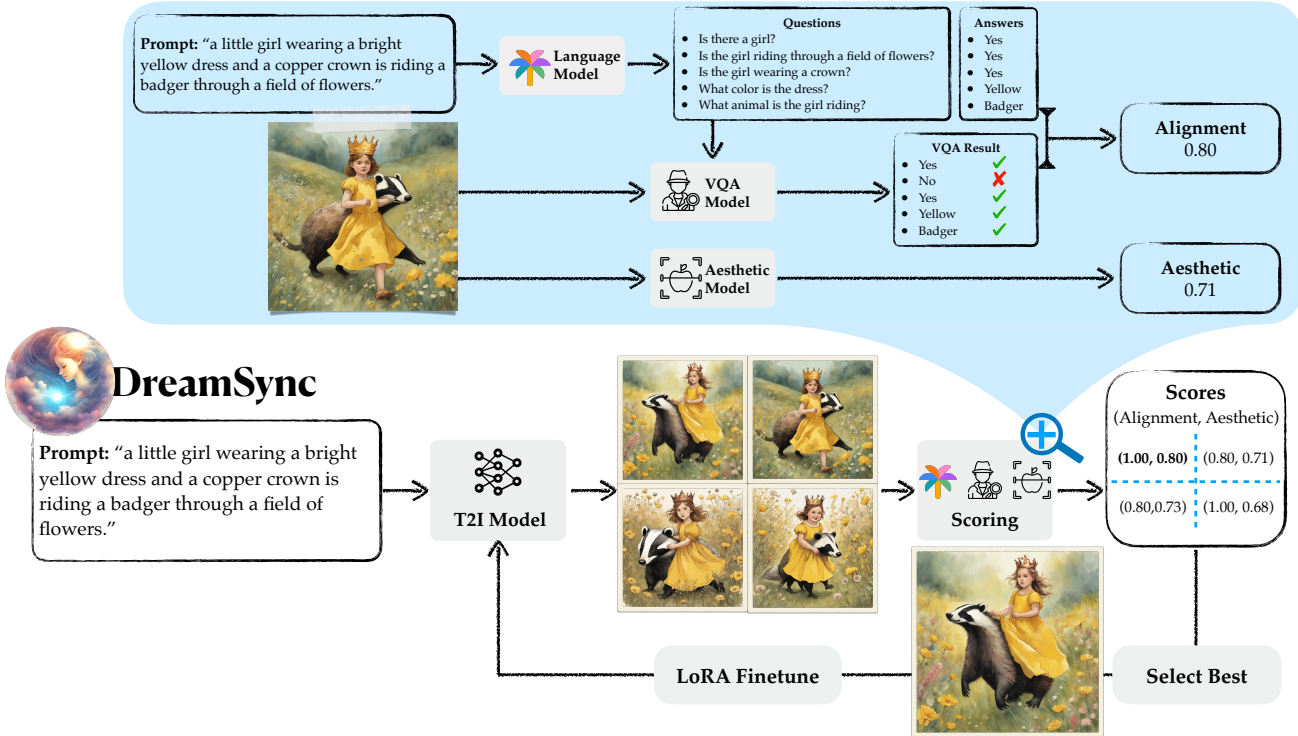 Prompt: “a little girl wearing a bright
yellow dress and a copper crown is riding a
badger through a field of flowers.”
Language
Model
Questions
• Is there a girl?
• Is the girl riding through a field of flowers?
• Is the girl wearing a crown?
• What color is the dress?
• What animal is the girl riding?
Answers
• Yes
• Yes
• Yes
• Yellow
• Badger
VQA
Model
VQA Result
• Yes ✓
• No ✘
• Yes ✓
• Yellow ✓
• Badger ✓
Alignment
0.80
Aesthetic
Model
Aesthetic
0.71
DreamSync
Prompt: “a little girl wearing a bright
yellow dress and a copper crown is
riding a badger through a field of
flowers.”
T2I Model
Scoring
Scores
(Alignment, Aesthetic)
(1.00, 0.80) (0.80, 0.71)
(0.80,0.73) (1.00, 0.68)
LoRA Finetune
Select Best